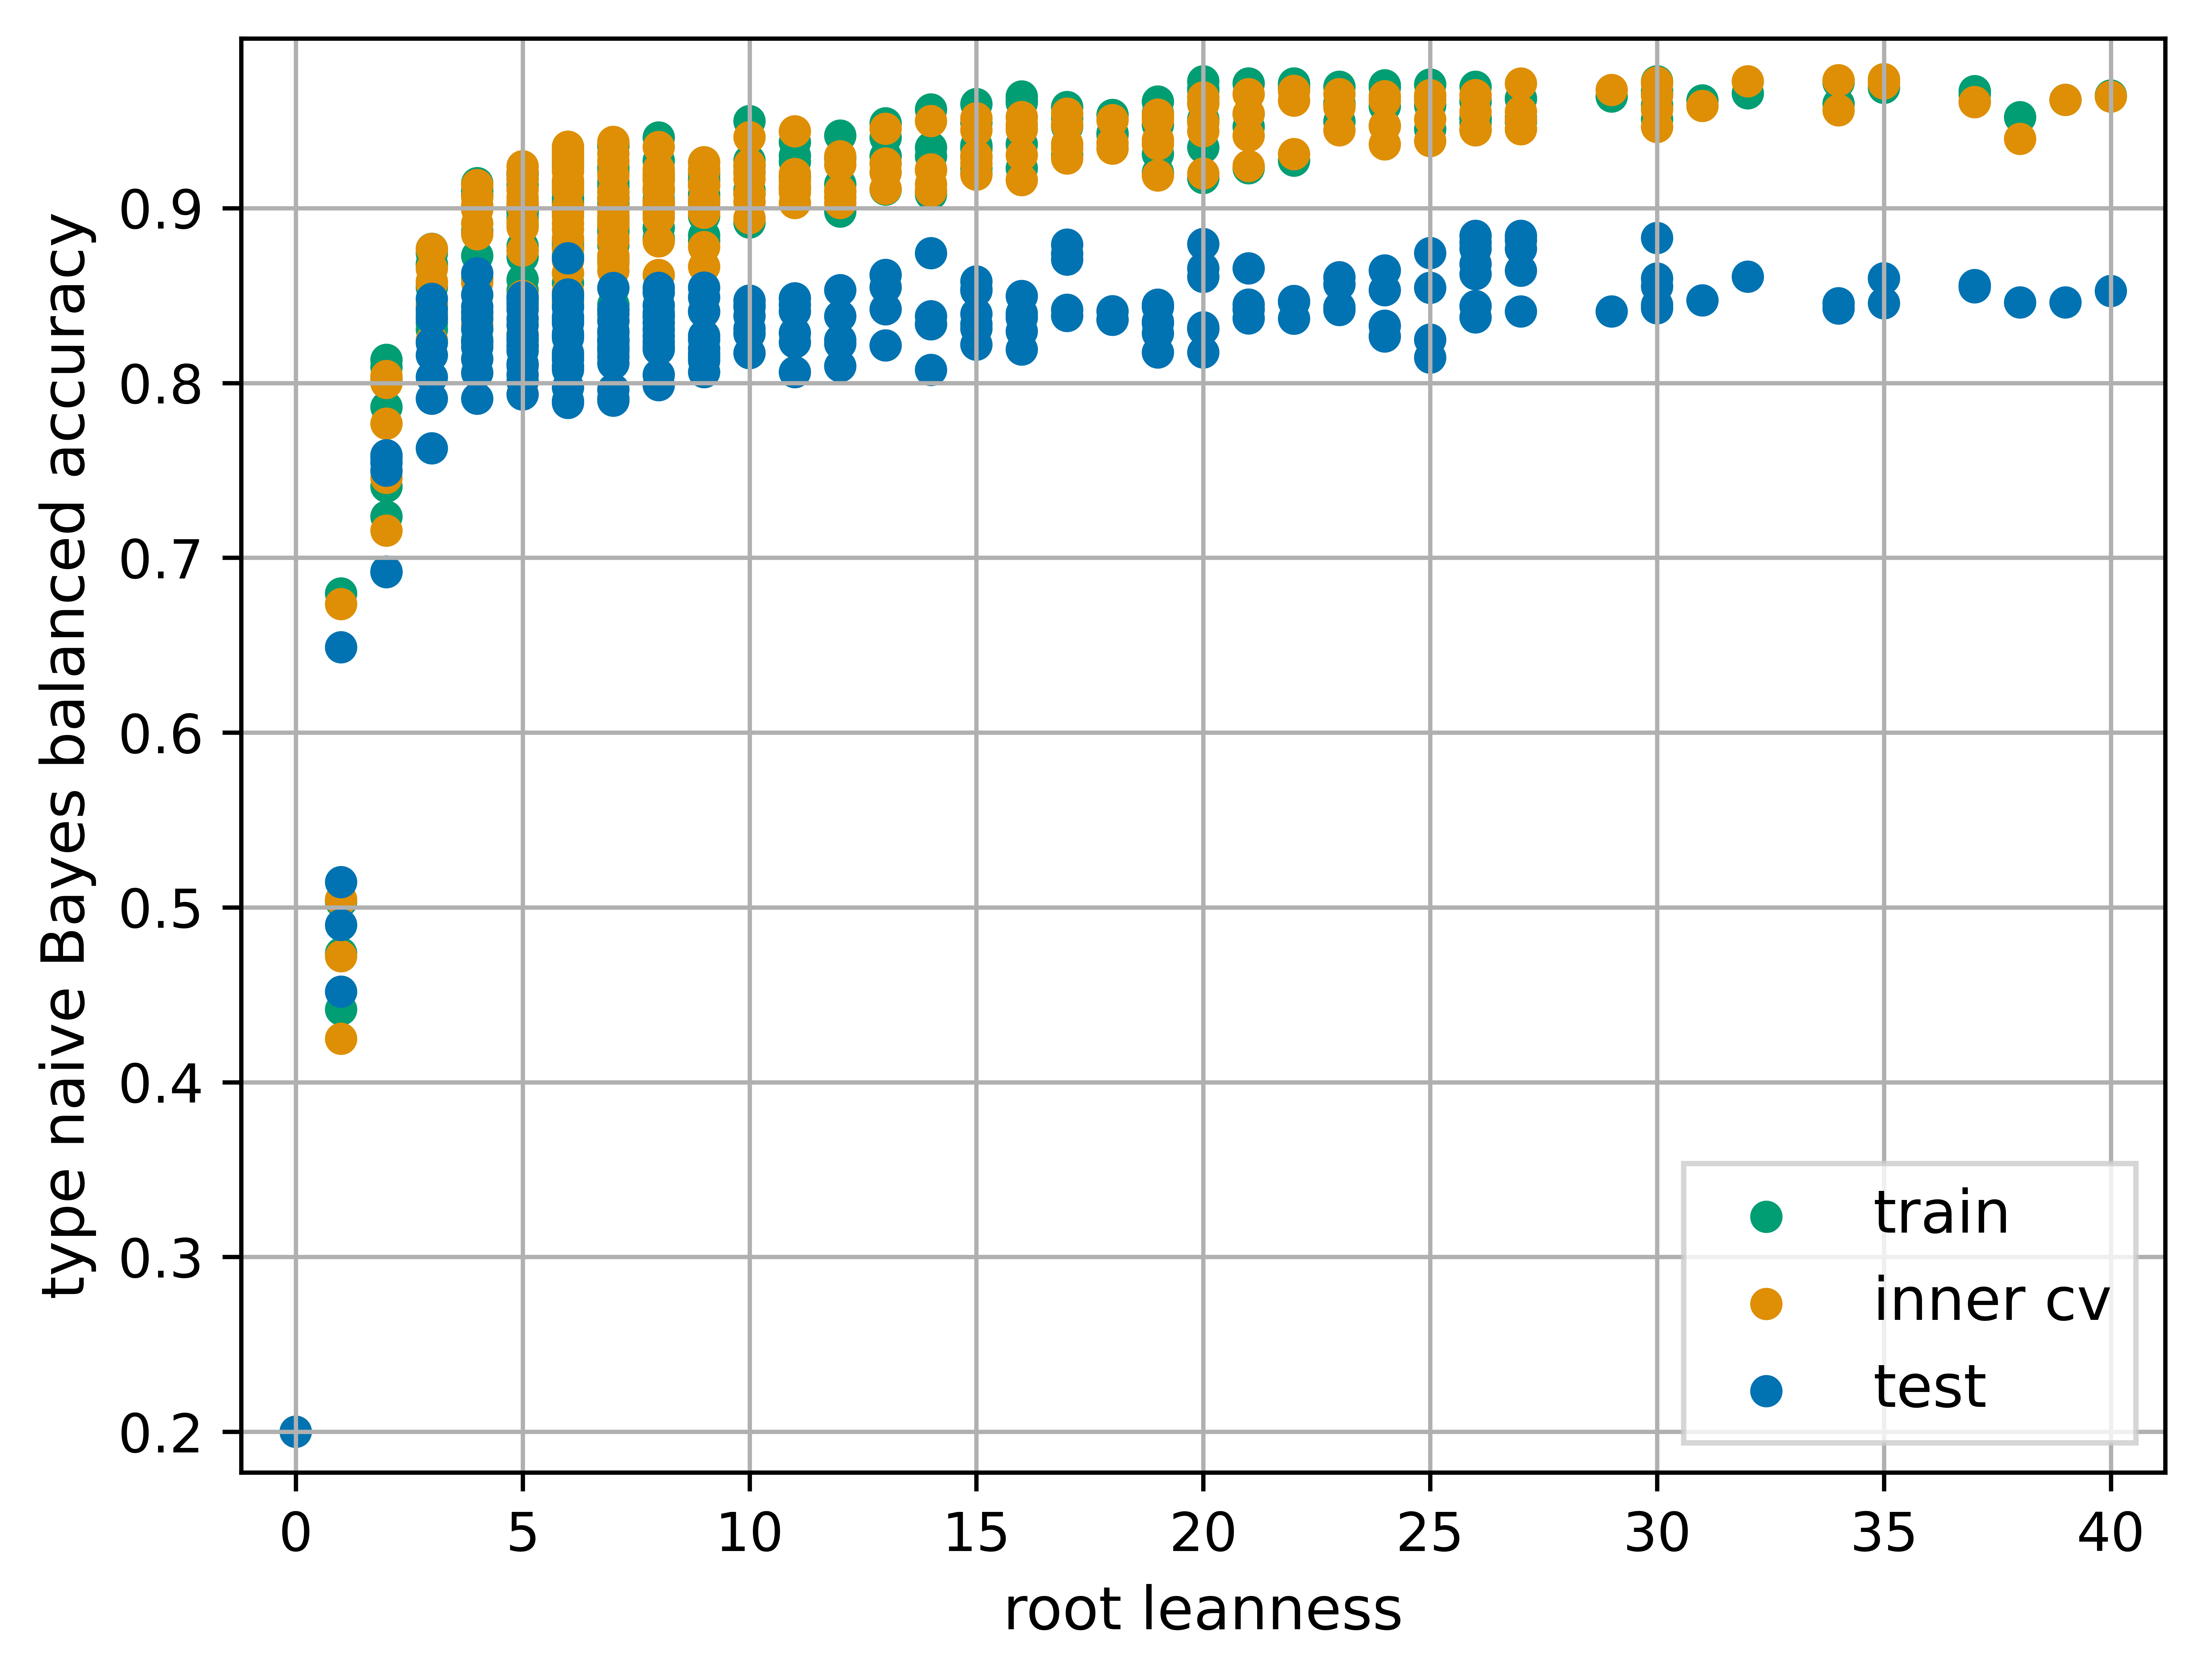 type naive Bayes balanced accuracy
0.9
0.8
0.7
0.6
0.5
0.4
0.3
0.2
train
inner cv
test
0 5 10 15 20 25 30 35 40
root leanness